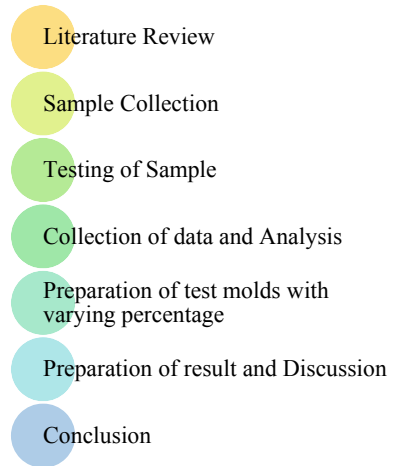 Literature Review
Sample Collection
Testing of Sample
Collection of data and Analysis
Preparation of test molds with
varying percentage
Preparation of result and Discussion
Conclusion